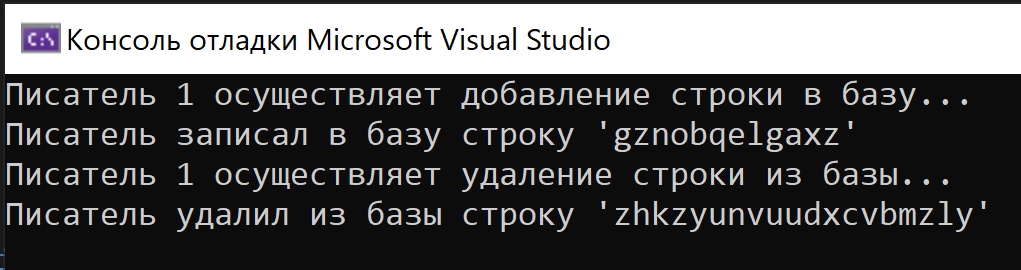 C:\
Консоль отладки Microsoft Visual Studio
Писатель 1 осуществляет добавление строки в базу...
Писатель записал в базу строку 'gznobqelgaxz'
Писатель 1 осуществляет удаление строки из базы...
Писатель удалил из базы строку 'zhkzyunvuudxcvbmzly'